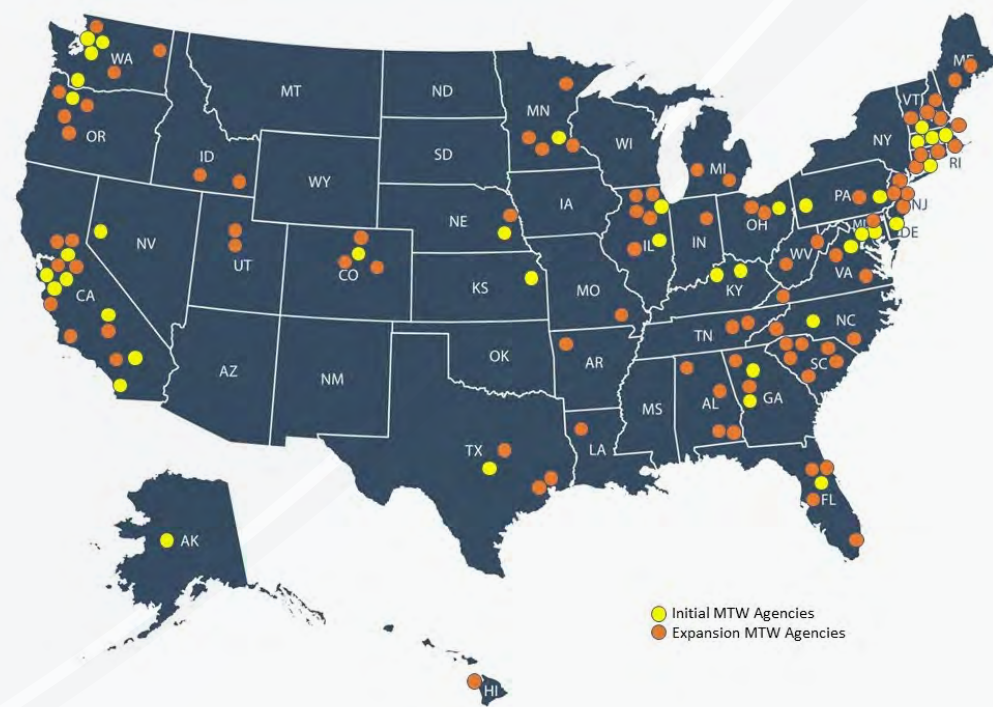 WA
MT
ND
MN
ME
VT
OR
ID
SD
WI
MI
NY
RI
WY
IA
PA
NJ
NE
IL
IN
OH
DE
NV
UT
CO
KS
MO
WV
VA
KY
CA
NC
TN
AZ
NM
OK
AR
SC
MS
AL
GA
TX
LA
FL
AK
HI
Initial MTW Agencies
Expansion MTW Agencies